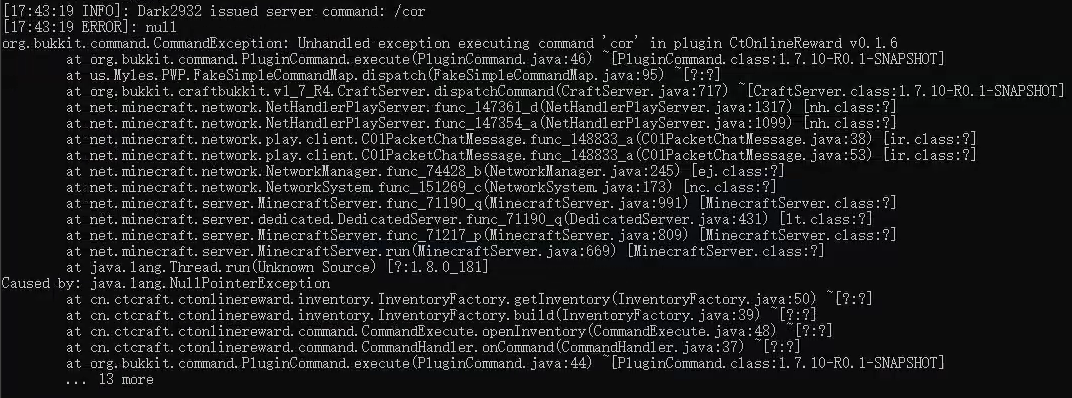 [17:43:19 INFO]: Dark2932 issued server command: /cor
[17:43:19 ERROR]: null
org.bukkit.command.CommandException: Unhandled exception executing command 'cor' in plugin CtOnlineReward v0.1.6
at org.bukkit.command.PluginCommand.execute(PluginCommand.java:46) ~[PluginCommand.class:1.7.10-R0.1-SNAPSHOT]
at us.Myles.PWP.FakeSimpleCommandMap.dispatch(FakeSimpleCommandMap.java:95) ~[?:?]
at org.bukkit.craftbukkit.v1_7_R4.CraftServer.dispatchCommand(CraftServer.java:717) ~[CraftServer.class:1.7.10-R0.1-SNAPSHOT]
at net.minecraft.network.NetHandlerPlayServer.func_147361_d(NetHandlerPlayServer.java:1317) [nh.class:?]
at net.minecraft.network.NetHandlerPlayServer.func_147354_a(NetHandlerPlayServer.java:1099) [nh.class:?]
at net.minecraft.network.play.client.C01PacketChatMessage.func_148833_a(C01PacketChatMessage.java:38) [ir.class:?]
at net.minecraft.network.play.client.C01PacketChatMessage.func_148833_a(C01PacketChatMessage.java:53) [ir.class:?]
at net.minecraft.network.NetworkManager.func_74428_b(NetworkManager.java:245) [ej.class:?]
at net.minecraft.network.NetworkSystem.func_151269_c(NetworkSystem.java:173) [nc.class:?]
at net.minecraft.server.MinecraftServer.func_71190_q(MinecraftServer.java:991) [MinecraftServer.class:?]
at net.minecraft.server.dedicated.DedicatedServer.func_71190_q(DedicatedServer.java:431) [lt.class:?]
at net.minecraft.server.MinecraftServer.func_71217_p(MinecraftServer.java:809) [MinecraftServer.class:?]
at net.minecraft.server.MinecraftServer.run(MinecraftServer.java:669) [MinecraftServer.class:?]
at java.lang.Thread.run(Unknown Source) [?:1.8.0_181]
Caused by: java.lang.NullPointerException
at cn.ctcraft.ctonlinereward.inventory.InventoryFactory.getInventory(InventoryFactory.java:50) ~[?:?]
at cn.ctcraft.ctonlinereward.inventory.InventoryFactory.build(InventoryFactory.java:39) ~[?:?]
at cn.ctcraft.ctonlinereward.command.CommandExecute.openInventory(CommandExecute.java:48) ~[?:?]
at cn.ctcraft.ctonlinereward.command.CommandHandler.onCommand(CommandHandler.java:37) ~[?:?]
at org.bukkit.command.PluginCommand.execute(PluginCommand.java:44) ~[PluginCommand.class:1.7.10-R0.1-SNAPSHOT]
... 13 more